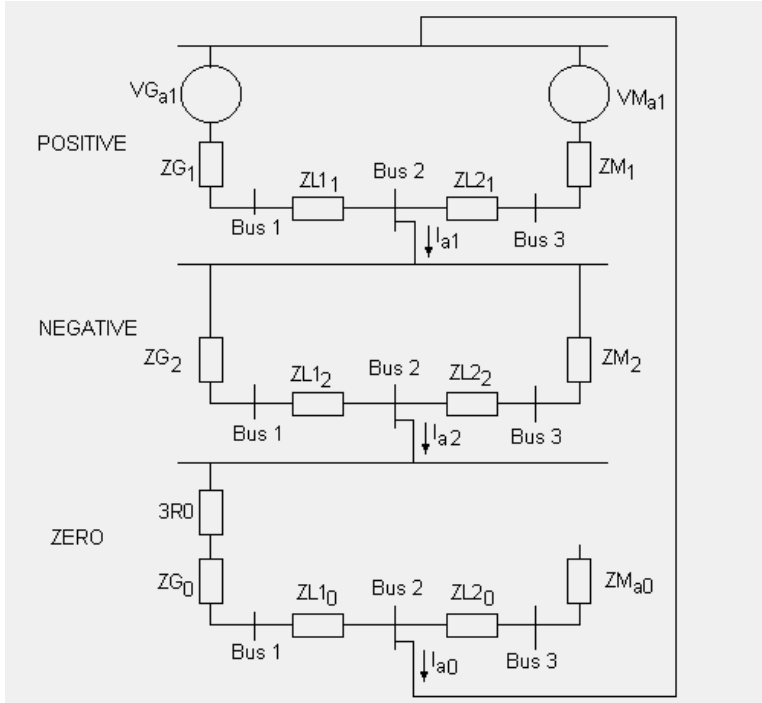 VGa1
VMa1
POSITIVE
ZG1
ZL11
Bus 2
ZL21
ZM1
Bus 1
Bus 3
Ia1
NEGATIVE
ZG2
ZL12
Bus 2
ZL22
ZM2
Bus 1
Bus 3
Ia2
3R0
ZERO
ZG0
ZL10
Bus 2
ZL20
ZMa0
Bus 1
Bus 3
Ia0